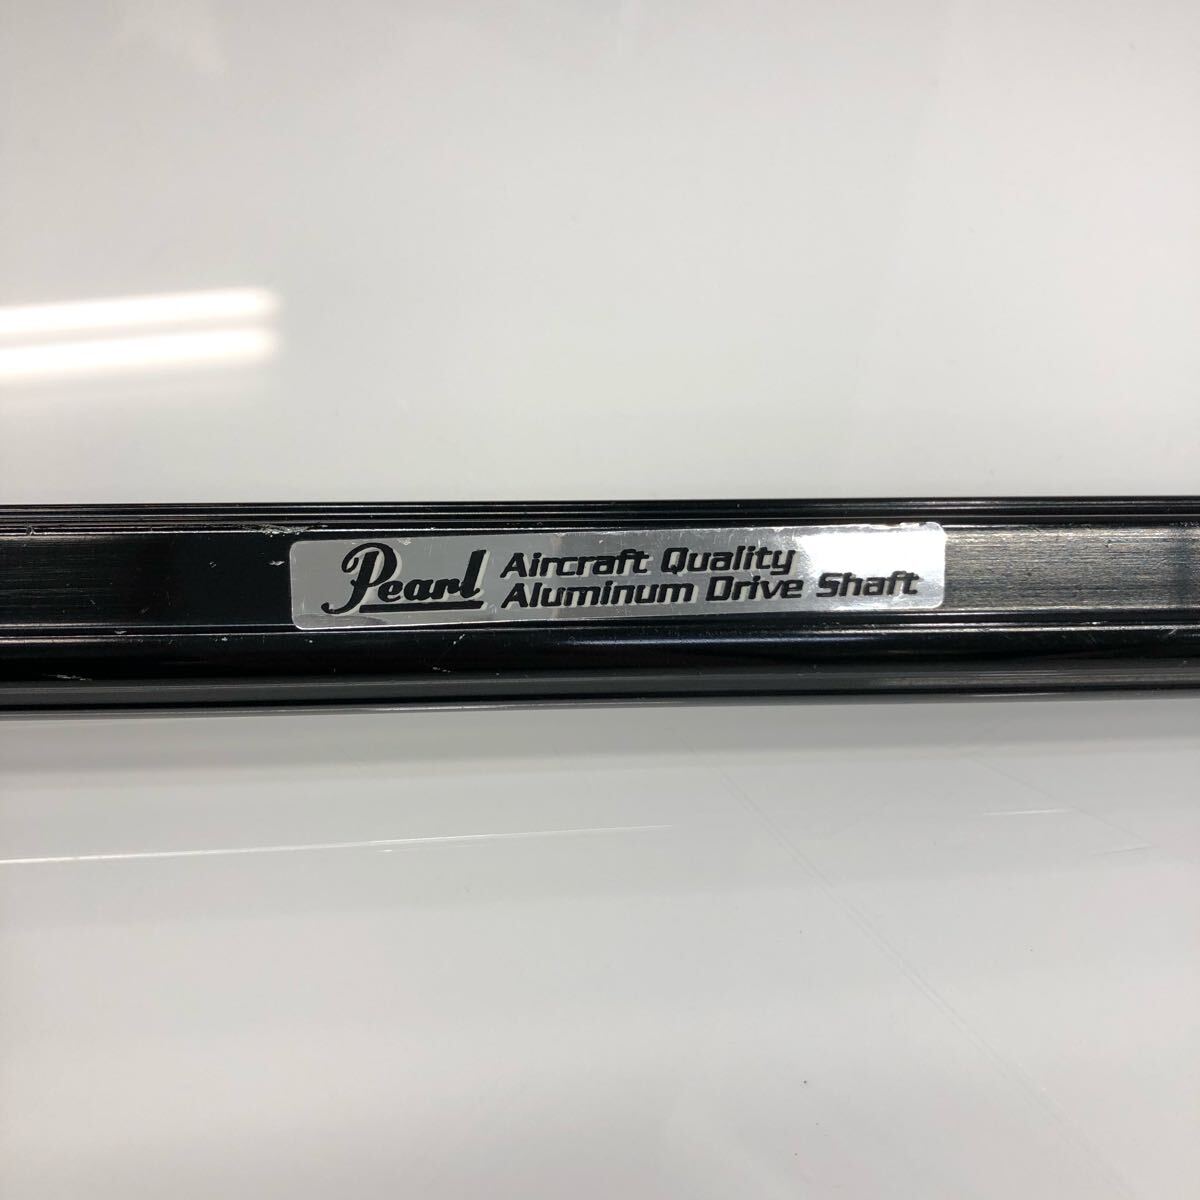 Pearl
Aircraft Quality
Aluminum Drive Shaft